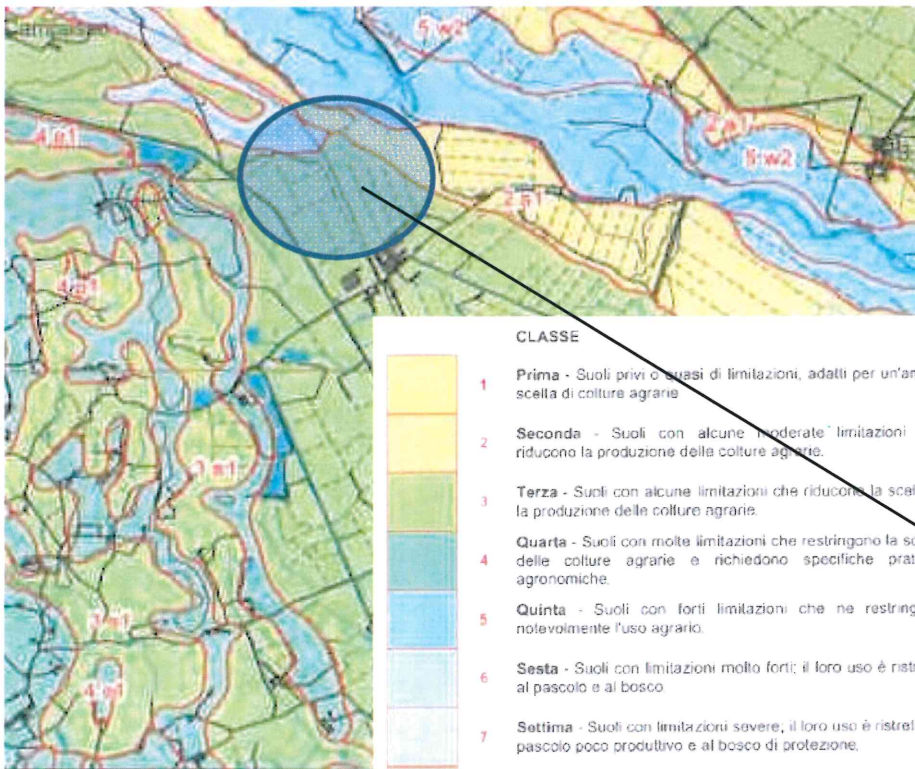 5 w2
4 s1
5 w2
2 s1
4 s1
3 s1
3 s1
4 s1
CLASSE
1 Prima - Suoli privi o quasi di limitazioni, adatti per un'am
scelta di colture agrarie
2 Seconda - Suoli con alcune moderate limitazioni
riducono la produzione delle colture agrarie.
3 Terza - Suoli con alcune limitazioni che riducono la scel
la produzione delle colture agrarie.
4 Quarta - Suoli con molte limitazioni che restringono la sc
delle colture agrarie e richiedono specifiche prat
agronomiche.
5 Quinta - Suoli con forti limitazioni che ne restring
notevolmente l'uso agrario.
6 Sesta - Suoli con limitazioni molto forti; il loro uso è ristr
al pascolo e al bosco
7 Settima - Suoli con limitazioni severe; il loro uso è ristret
pascolo poco produttivo e al bosco di protezione.